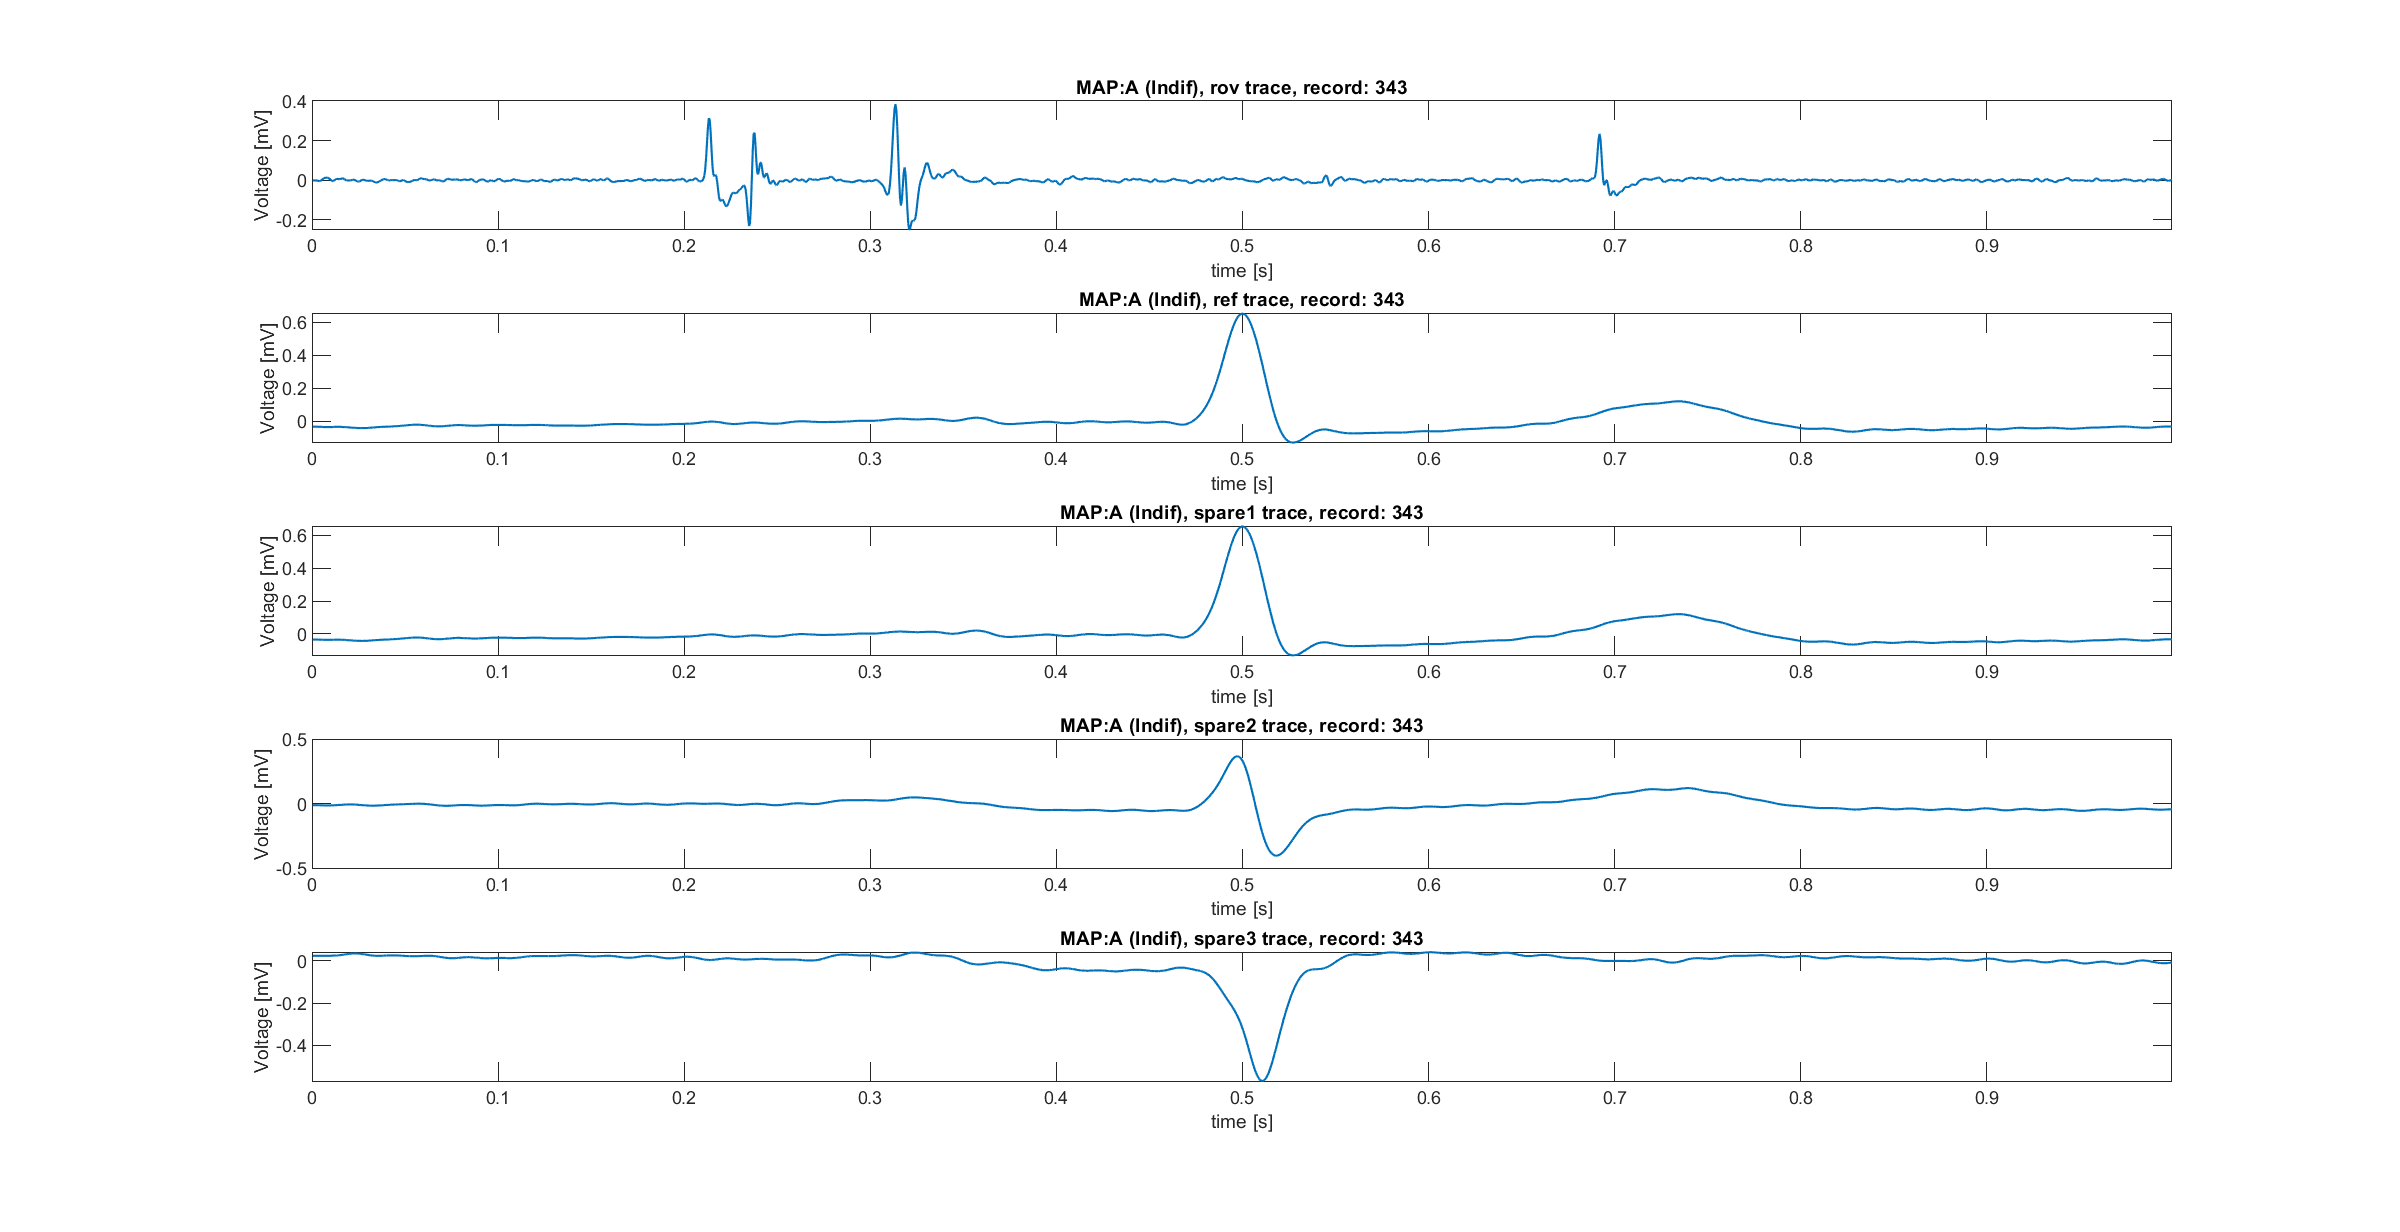 MAP:A (Indif), rov trace, record: 343
Voltage [mV]
0.4
0.2
0
-0.2
0 0.1 0.2 0.3 0.4 0.5 0.6 0.7 0.8 0.9
time [s]
MAP:A (Indif), ref trace, record: 343
Voltage [mV]
0.6
0.4
0.2
0
0 0.1 0.2 0.3 0.4 0.5 0.6 0.7 0.8 0.9
time [s]
MAP:A (Indif), spare1 trace, record: 343
Voltage [mV]
0.6
0.4
0.2
0
0 0.1 0.2 0.3 0.4 0.5 0.6 0.7 0.8 0.9
time [s]
MAP:A (Indif), spare2 trace, record: 343
Voltage [mV]
0.5
0
-0.5
0 0.1 0.2 0.3 0.4 0.5 0.6 0.7 0.8 0.9
time [s]
MAP:A (Indif), spare3 trace, record: 343
Voltage [mV]
0
-0.2
-0.4
0 0.1 0.2 0.3 0.4 0.5 0.6 0.7 0.8 0.9
time [s]